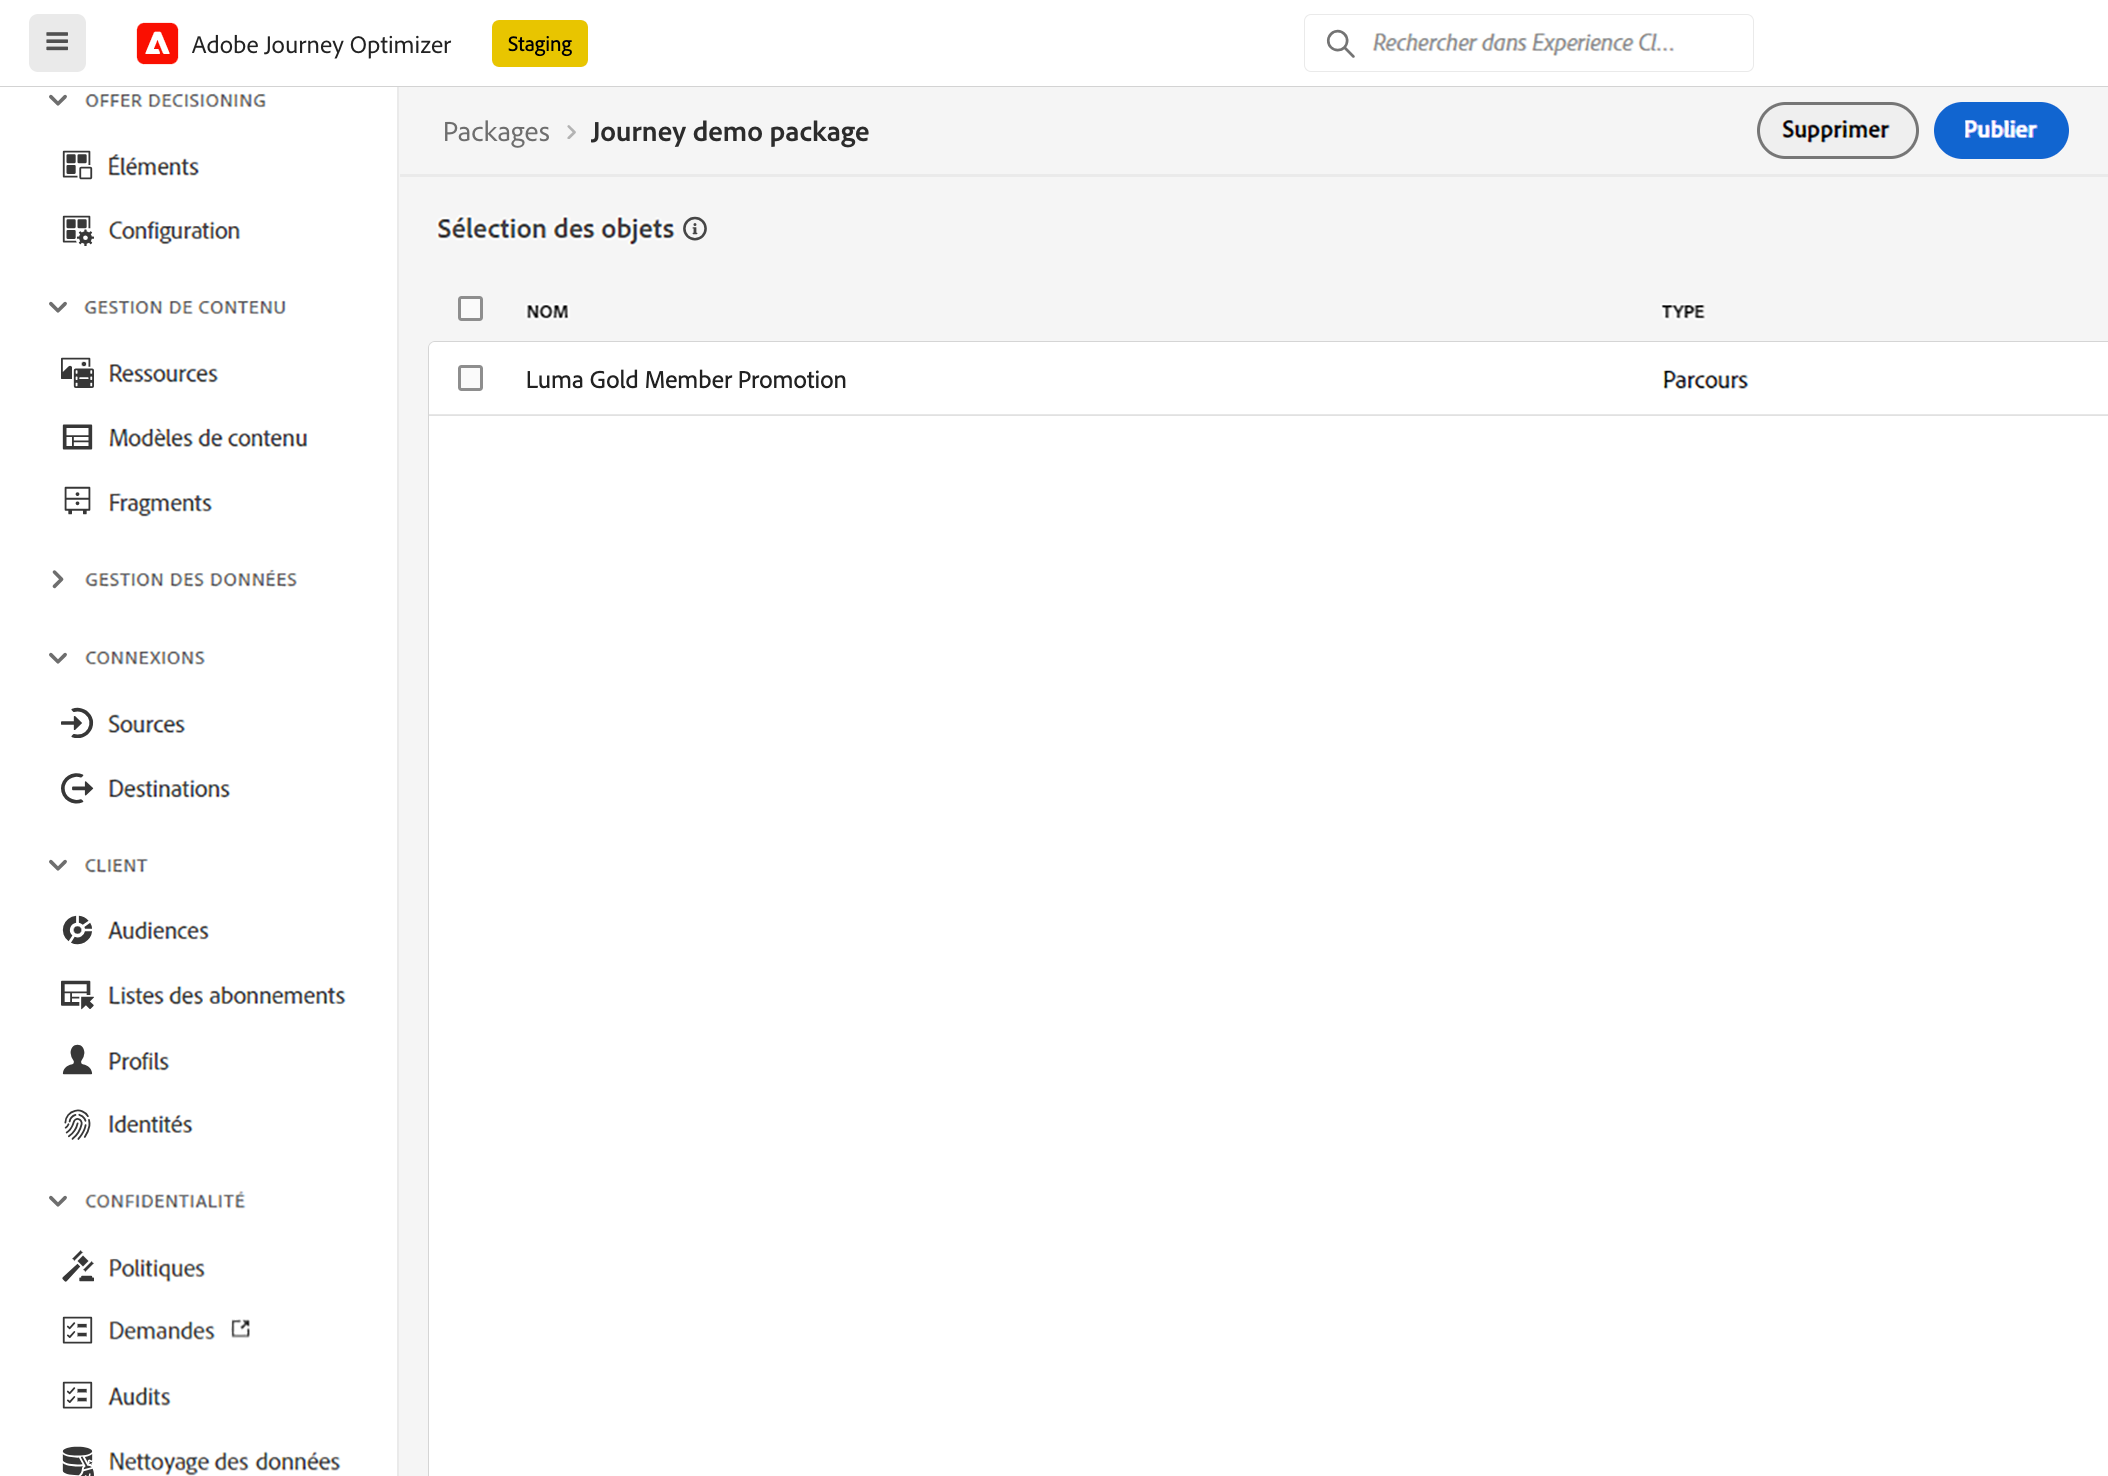 Adobe Journey Optimizer
Staging
Rechercher dans Experience Cl...
OFFER DECISIONING
Éléments
Configuration
GESTION DE CONTENU
Ressources
Modèles de contenu
Fragments
GESTION DES DONNÉES
CONNEXIONS
Sources
Destinations
CLIENT
Audiences
Listes des abonnements
Profils
Identités
CONFIDENTIALITÉ
Politiques
Demandes
Audits
Nettoyage des données
Packages > Journey demo package
Supprimer
Publier
Sélection des objets
NOM TYPE
Luma Gold Member Promotion Parcours